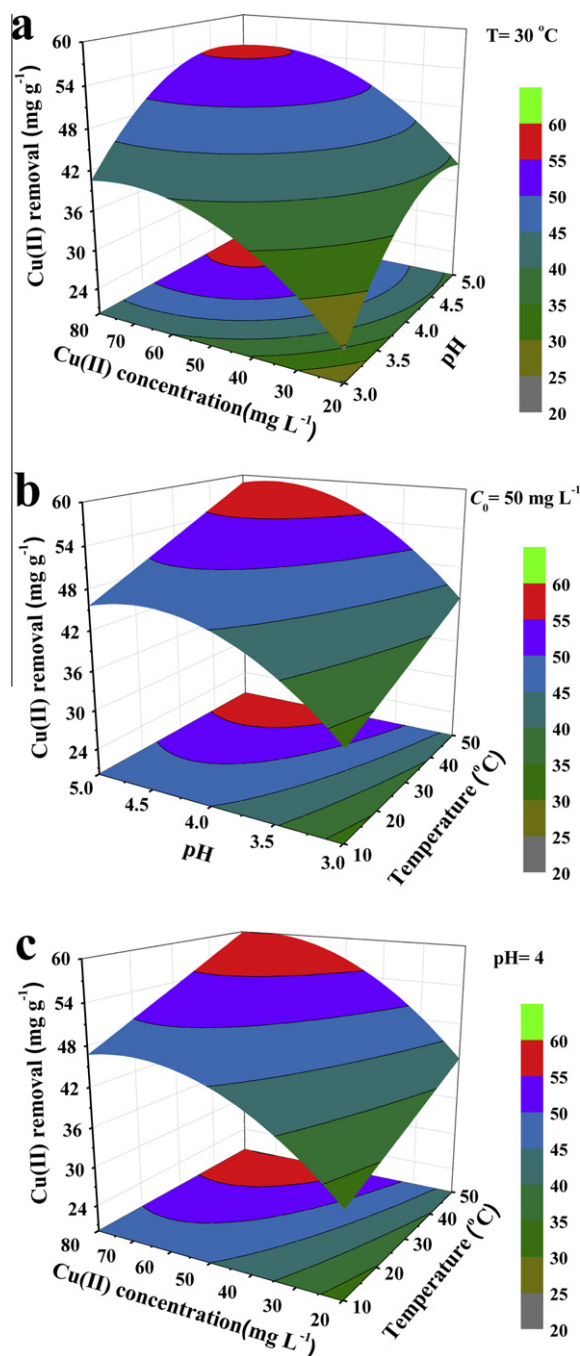 a
T= 30 °C
Cu(II) removal (mg g-1)
60
54
48
42
36
30
24
80 70 60 50 40 30 20
Cu(II) concentration(mg L-1)
3.0 3.5 4.0 4.5 5.0
pH
60
55
50
45
40
35
30
25
20
b
C0= 50 mg L-1
Cu(II) removal (mg g-1)
60
54
48
42
36
30
24
5.0 4.5 4.0 3.5 3.0
pH
10 20 30 40 50
Temperature (°C)
60
55
50
45
40
35
30
25
20
c
pH= 4
Cu(II) removal (mg g-1)
60
54
48
42
36
30
24
80 70 60 50 40 30 20
Cu(II) concentration(mg L-1)
10 20 30 40 50
Temperature (°C)
60
55
50
45
40
35
30
25
20